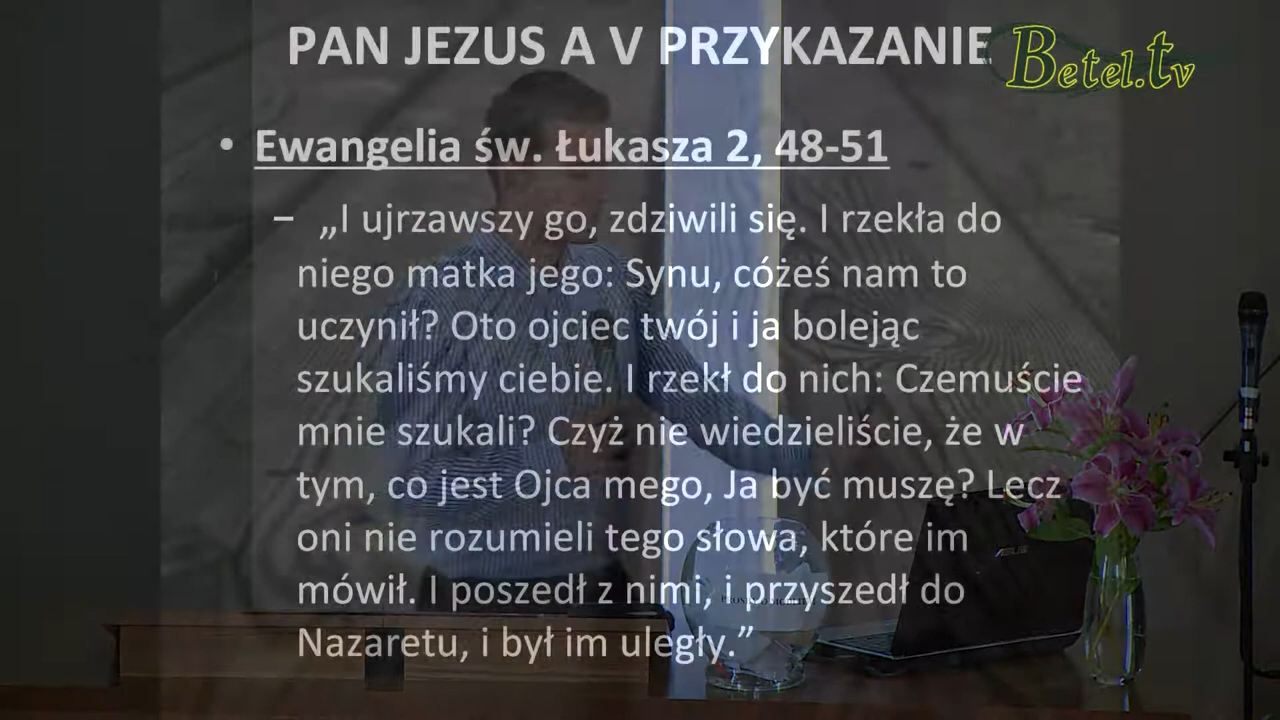 PAN JEZUS A V PRZYKAZANIE
Betel.tv
• Ewangelia św. Łukasza 2, 48-51
– „I ujrzawszy go, zdziwili się. I rzekła do
niego matka jego: Synu, cóżeś nam to
uczynił? Oto ojciec twój i ja bolejąc
szukaliśmy ciebie. I rzekł do nich: Czemuście
mnie szukali? Czyż nie wiedzieliście, że w
tym, co jest Ojca mego, Ja być muszę? Lecz
oni nie rozumieli tego słowa, które im
mówił. I poszedł z nimi, i przyszedł do
Nazaretu, i był im uległy.”
ASUS